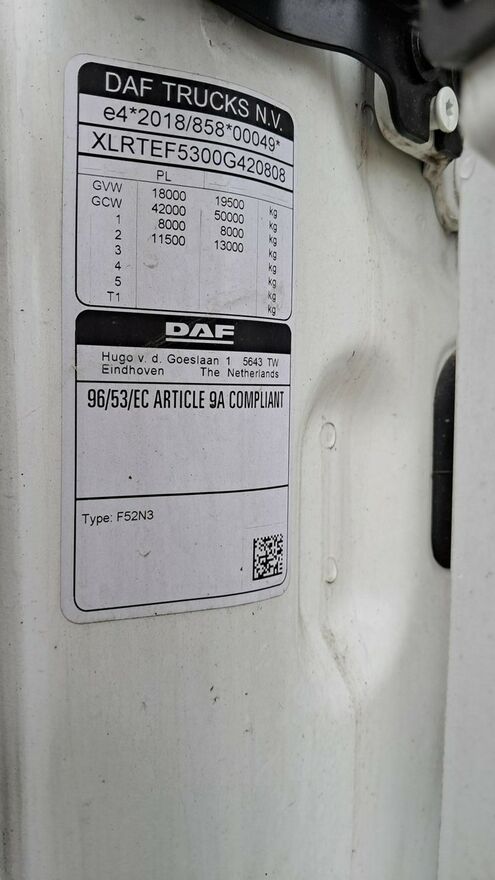 DAF TRUCKS N.V.
e4*2018/858*00049*
XLRTEF5300G420808
PL
GVW 18000 19500 kg
GCW 42000 50000 kg
1 8000 8000 kg
2 11500 13000 kg
3 kg
4 kg
5 kg
T1 kg
DAF
Hugo v. d. Goeslaan 1 5643 TW
Eindhoven The Netherlands
96/53/EC ARTICLE 9A COMPLIANT
Type: F52N3